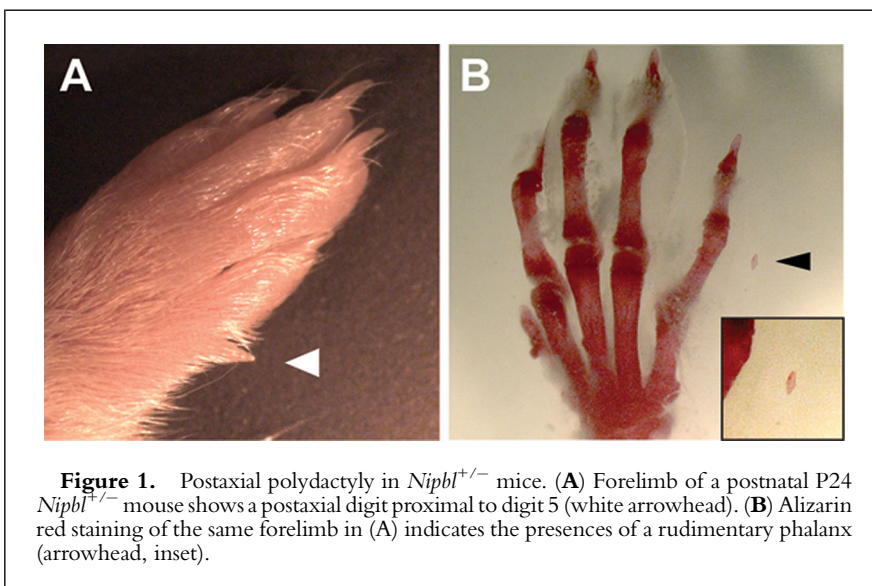 A
B
Figure 1. Postaxial polydactyly in Nipbl+/− mice. (A) Forelimb of a postnatal P24
Nipbl+/− mouse shows a postaxial digit proximal to digit 5 (white arrowhead). (B) Alizarin
red staining of the same forelimb in (A) indicates the presences of a rudimentary phalanx
(arrowhead, inset).